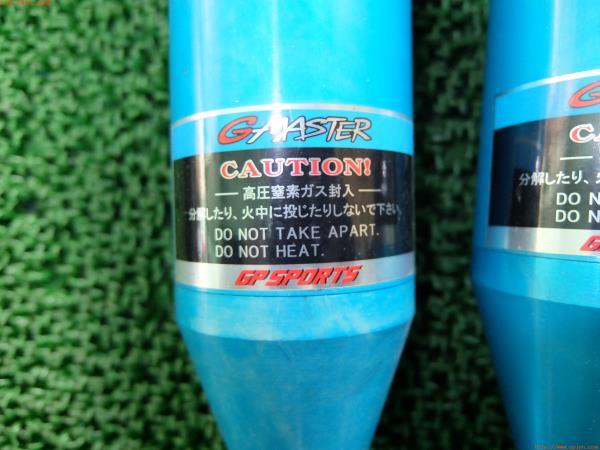 G-MASTER
CAUTION!
高圧窒素ガス封入
分解したり、火中に投じたりしないで下さい。
DO NOT TAKE APART.
DO NOT HEAT.
GP SPORTS
G
CA
分解したり、
DO N
DO N
GP